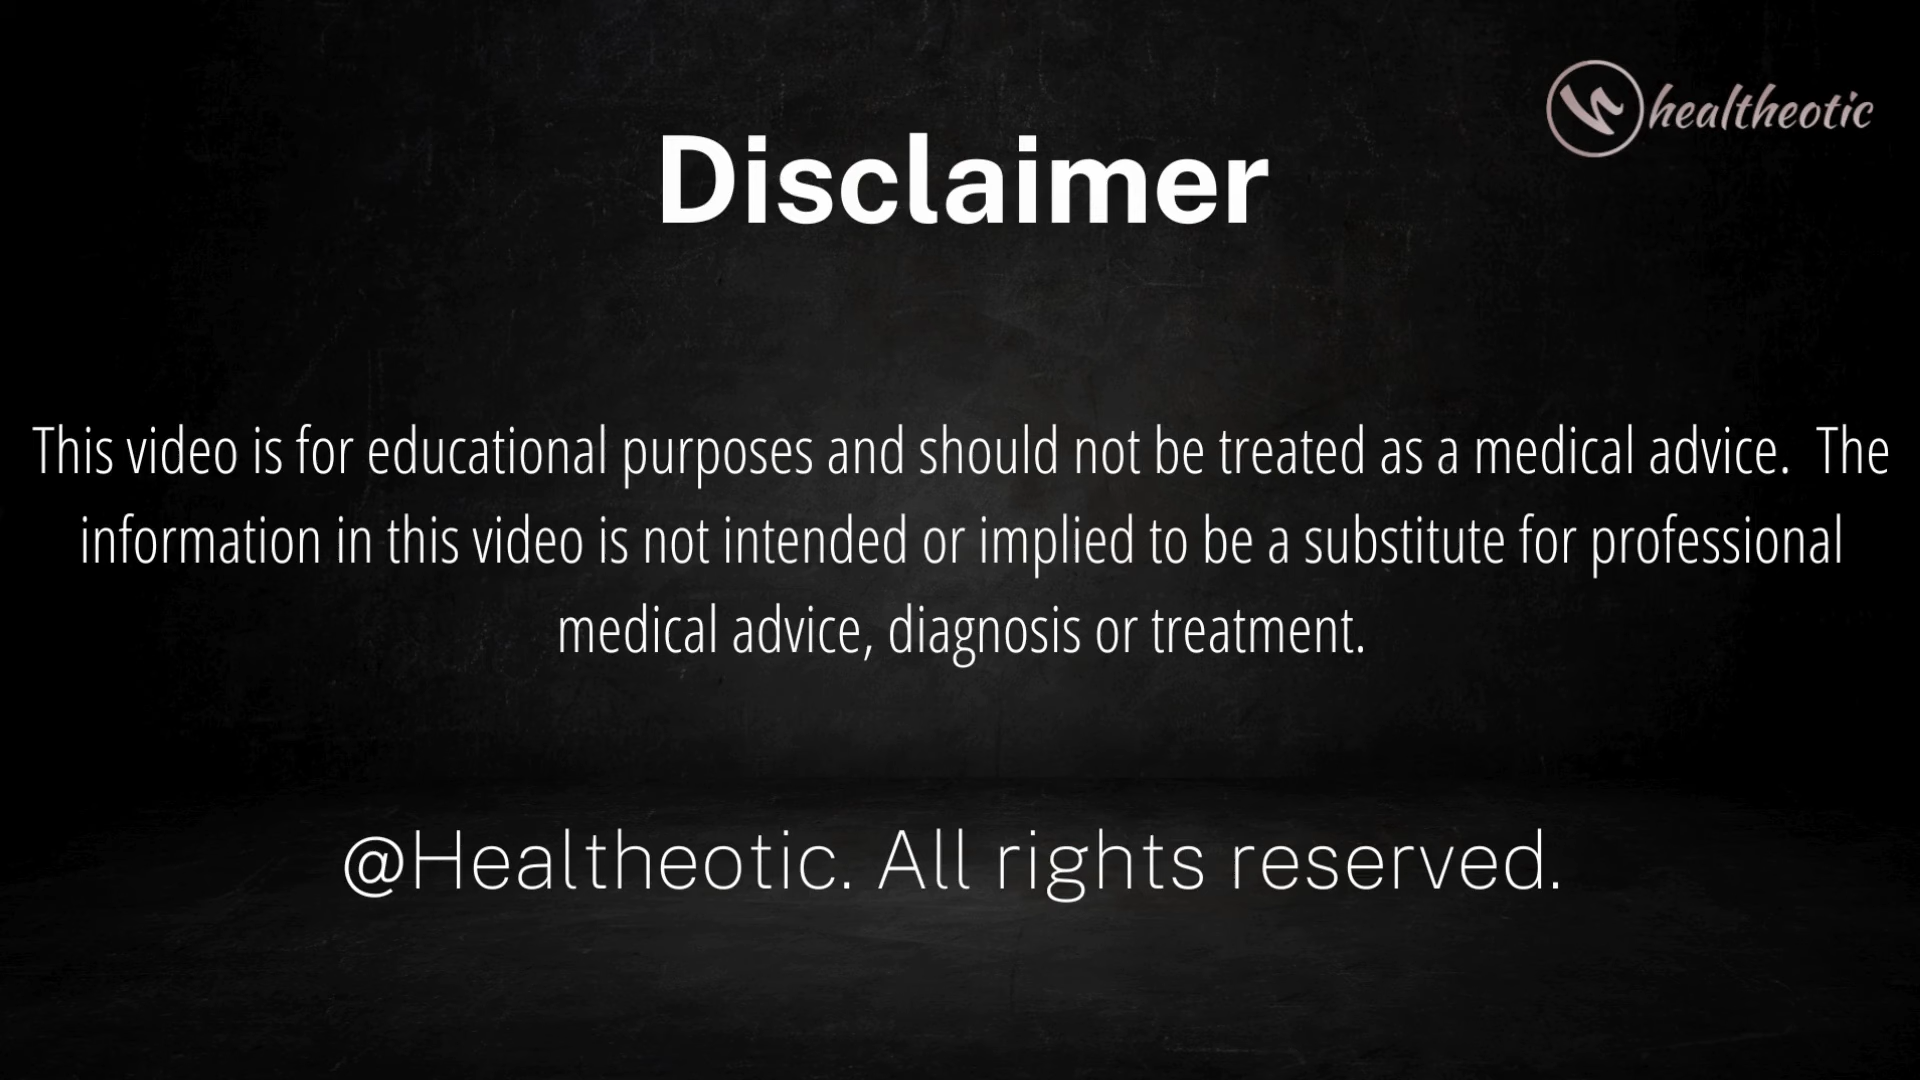 healtheotic
Disclaimer
This video is for educational purposes and should not be treated as a medical advice.  The
information in this video is not intended or implied to be a substitute for professional
medical advice, diagnosis or treatment.
@Healtheotic. All rights reserved.